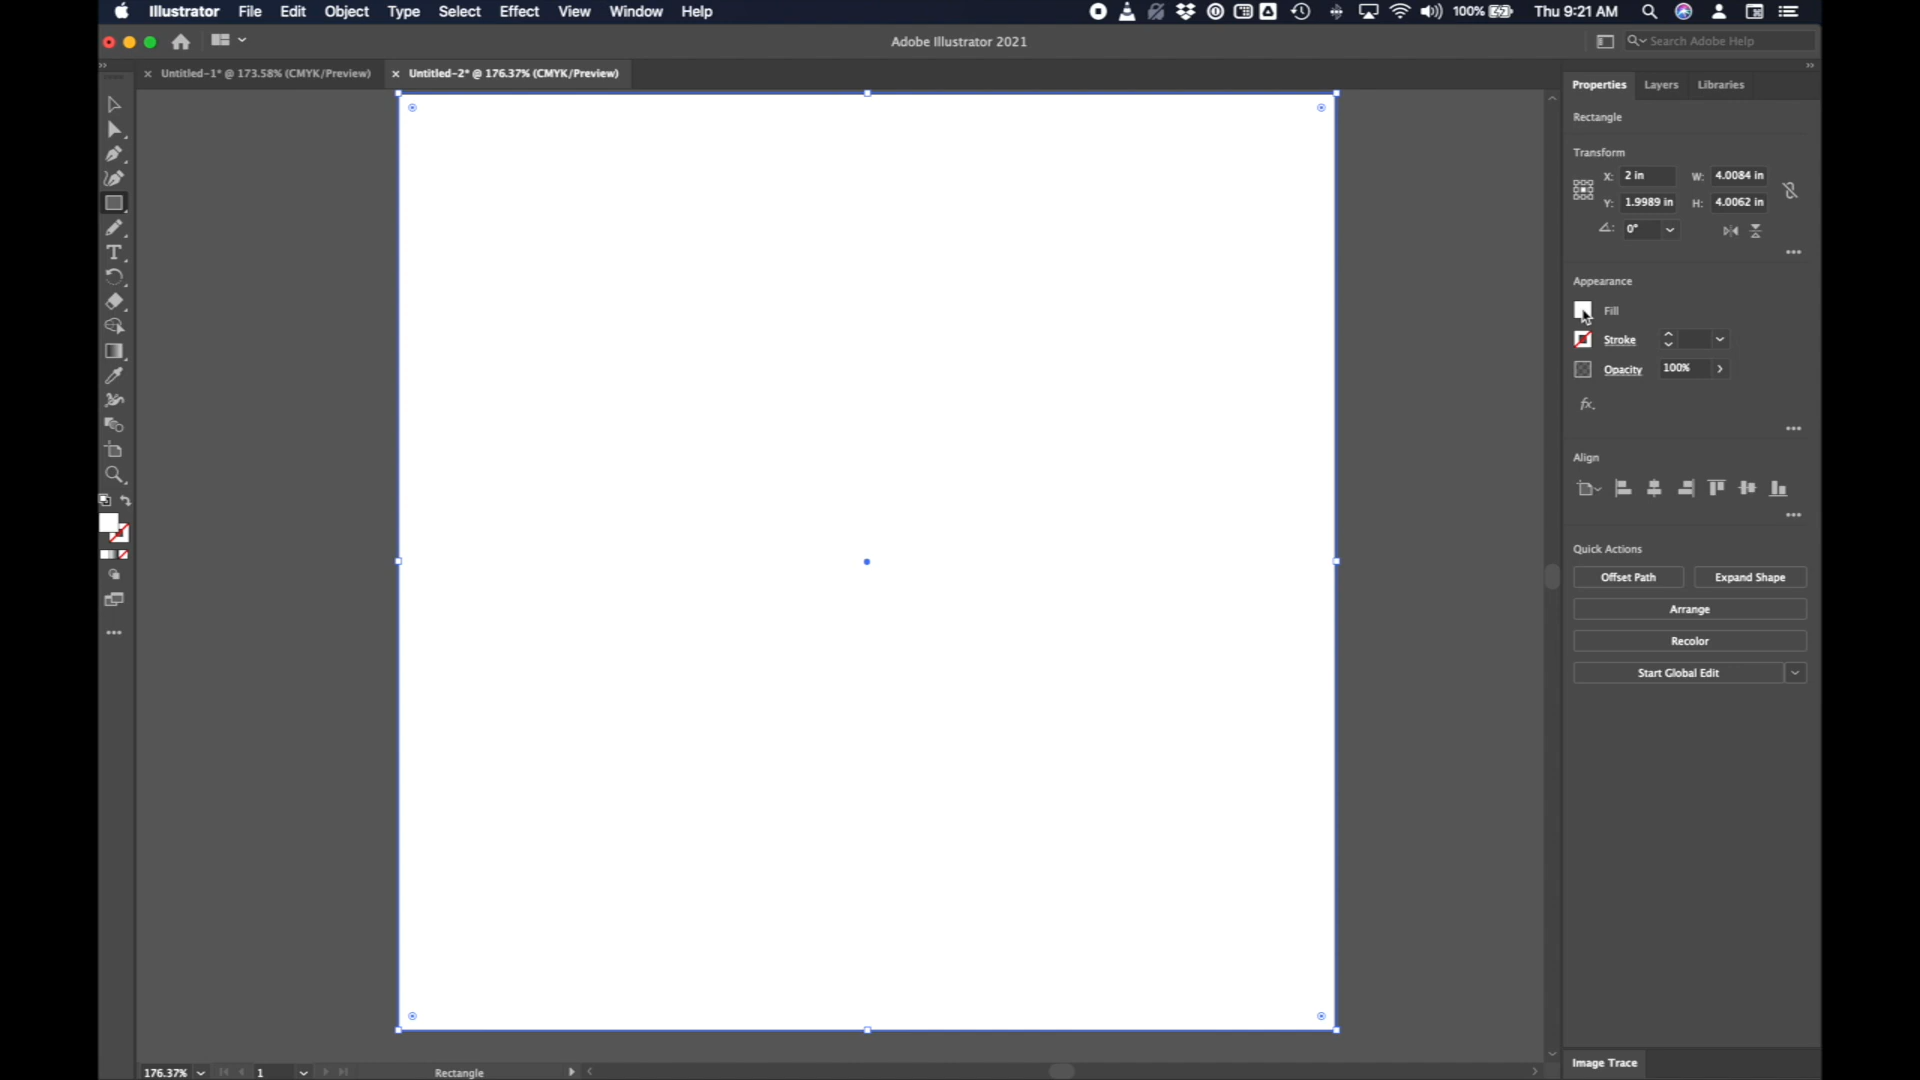 Illustrator File Edit Object Type Select Effect View Window Help 100% Thu 9:21 AM
Adobe Illustrator 2021 Search Adobe Help
Untitled-1* @ 173.58% (CMYK/Preview) Untitled-2* @ 176.37% (CMYK/Preview)
Properties Layers Libraries
Rectangle
Transform
X: 2 in W: 4.0084 in
Y: 1.9989 in H: 4.0062 in
0°
Appearance
Fill
Stroke
Opacity 100%
fx.
Align
Quick Actions
Offset Path Expand Shape
Arrange
Recolor
Start Global Edit
Image Trace
176.37% 1 Rectangle